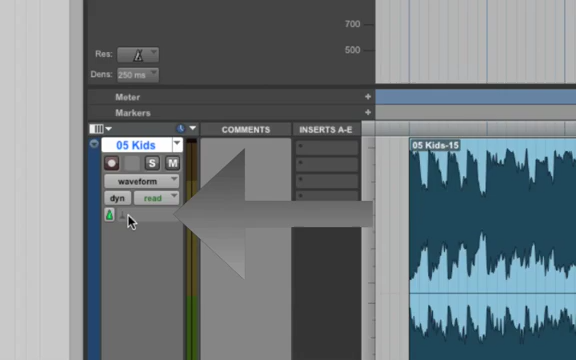 700
Res:
500
Dens: 250 ms
Meter +
Markers +
COMMENTS INSERTS A-E
05 Kids 05 Kids-15
S M
waveform
dyn read